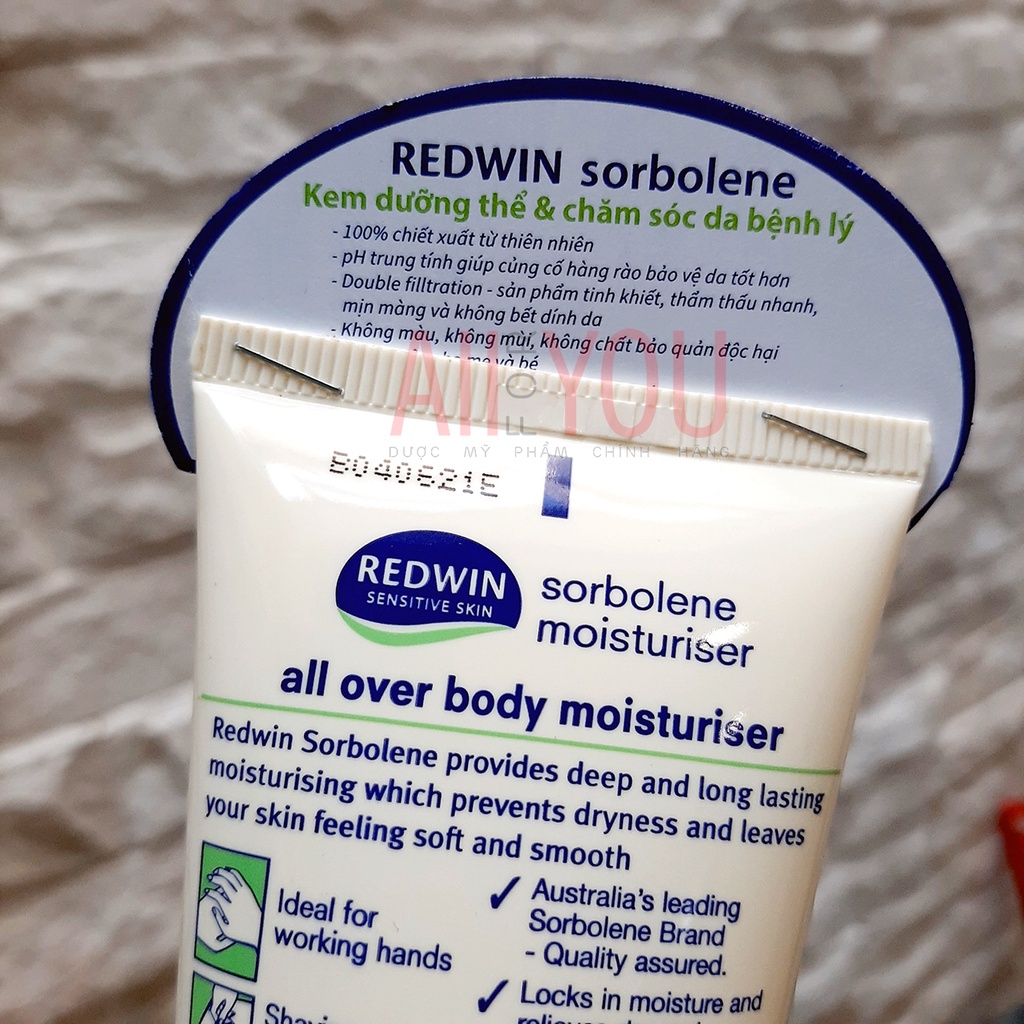 REDWIN sorbolene
Kem dưỡng thể & chăm sóc da bệnh lý
- 100% chiết xuất từ thiên nhiên
- pH trung tính giúp củng cố hàng rào bảo vệ da tốt hơn
- Double filltration - sản phẩm tinh khiết, thẩm thấu nhanh,
mịn màng và không bết dính da
- Không màu, không mùi, không chất bảo quản độc hại
mẹ và bé
All YOU
DƯỢC MỸ PHẨM CHÍNH HÃNG
B040621E
REDWIN
SENSITIVE SKIN
sorbolene
moisturiser
all over body moisturiser
Redwin Sorbolene provides deep and long lasting
moisturising which prevents dryness and leaves
your skin feeling soft and smooth
Ideal for
working hands
✓ Australia's leading
Sorbolene Brand
- Quality assured.
✓ Locks in moisture and